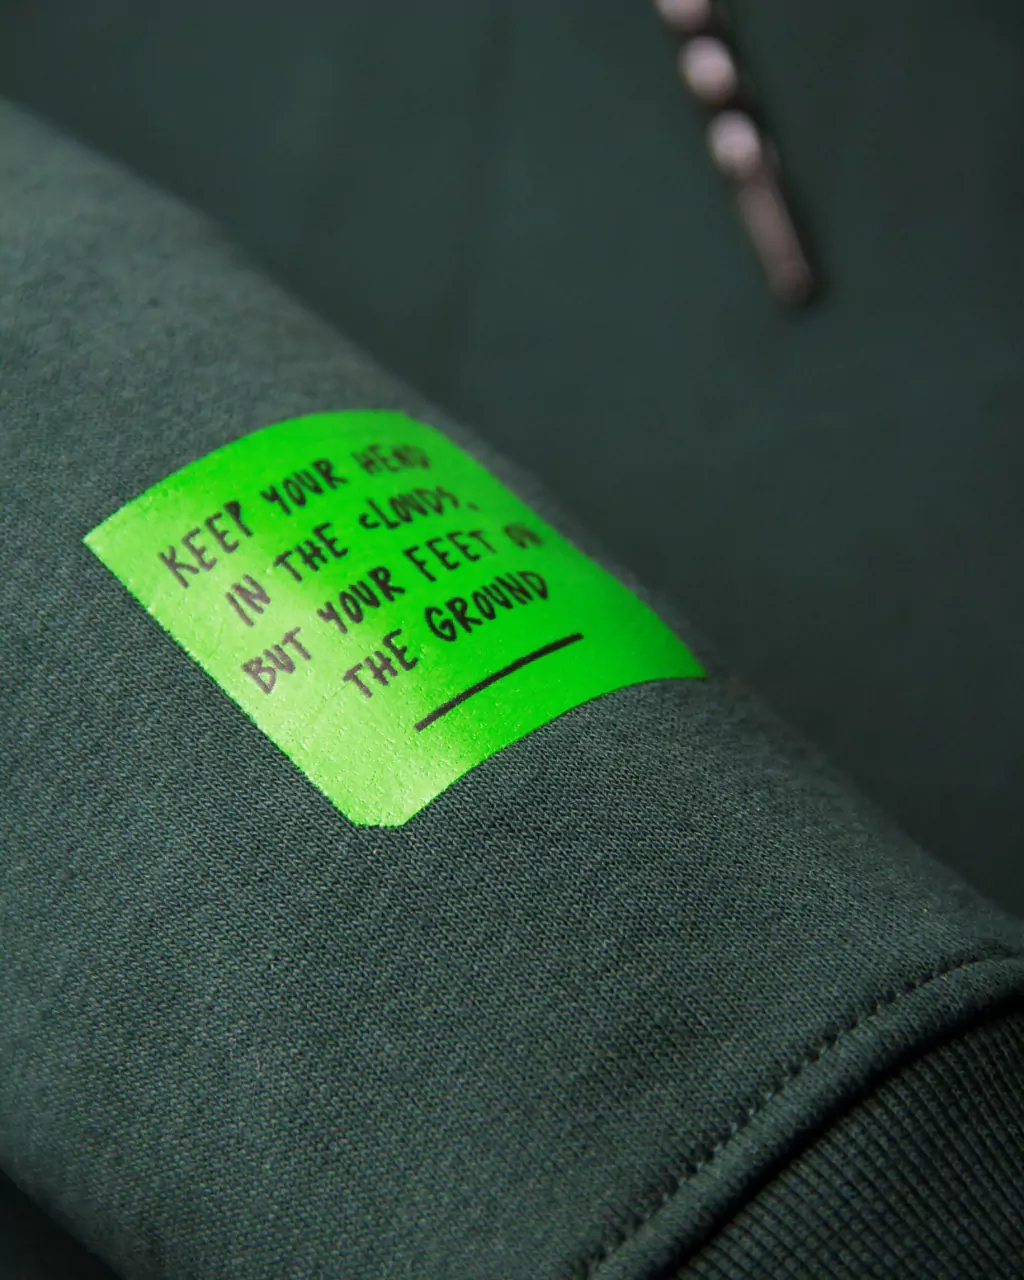 KEEP YOUR HEAD
IN THE CLOUDS,
BUT YOUR FEET ON
THE GROUND